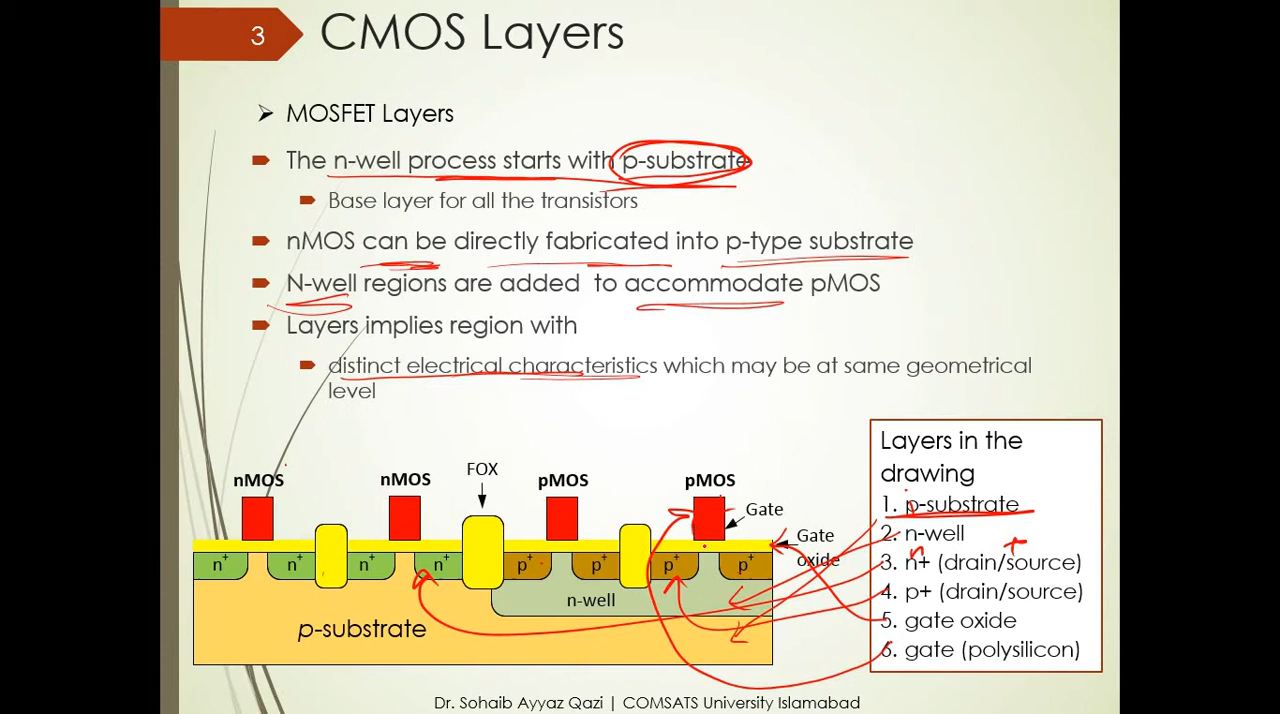 3
CMOS Layers
MOSFET Layers
The n-well process starts with p-substrate
Base layer for all the transistors
nMOS can be directly fabricated into p-type substrate
N-well regions are added to accommodate pMOS
Layers implies region with
distinct electrical characteristics which may be at same geometrical
level
nMOS nMOS FOX pMOS pMOS
Gate
Gate
oxide
n+ n+ n+ n+ p+ p+ p+ p+
n-well
p-substrate
Layers in the
drawing
1. p-substrate
2. n-well
3. n+ (drain/source)
4. p+ (drain/source)
5. gate oxide
6. gate (polysilicon)
n +
Dr. Sohaib Ayyaz Qazi | COMSATS University Islamabad